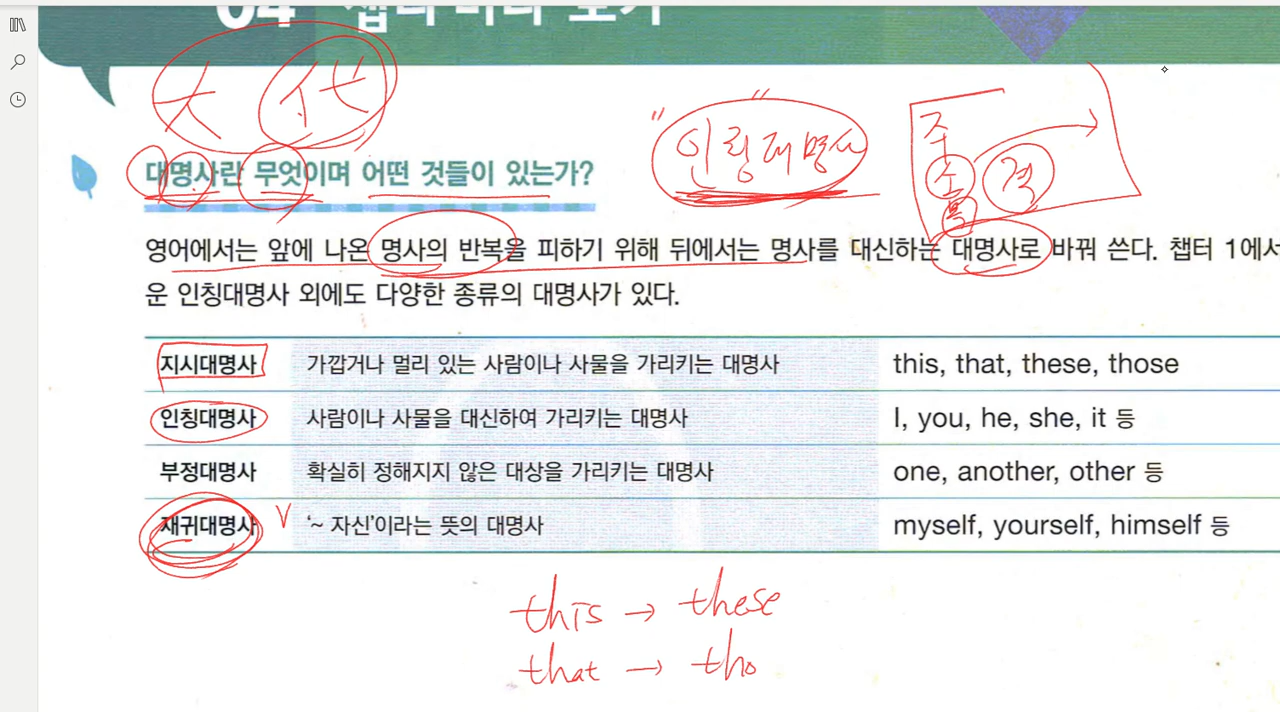 04 챕터 미리 보기
大 代
"인칭대명사"
주
소 격
목
대명사란 무엇이며 어떤 것들이 있는가?
영어에서는 앞에 나온 명사의 반복을 피하기 위해 뒤에서는 명사를 대신하는 대명사로 바꿔 쓴다. 챕터 1에서
운 인칭대명사 외에도 다양한 종류의 대명사가 있다.
지시대명사 가깝거나 멀리 있는 사람이나 사물을 가리키는 대명사 this, that, these, those
인칭대명사 사람이나 사물을 대신하여 가리키는 대명사 I, you, he, she, it 등
부정대명사 확실히 정해지지 않은 대상을 가리키는 대명사 one, another, other 등
재귀대명사 V '~ 자신'이라는 뜻의 대명사 myself, yourself, himself 등
this → these
that → tho